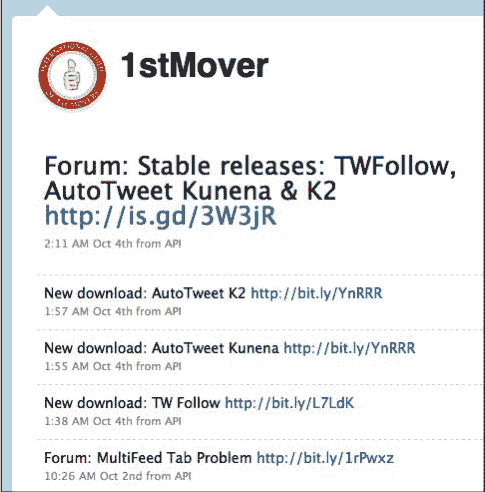 1stMover
Forum: Stable releases: TWFollow,
AutoTweet Kunena & K2
http://is.gd/3W3jR
2:11 AM Oct 4th from API
New download: AutoTweet K2 http://bit.ly/YnRRR
1:57 AM Oct 4th from API
New download: AutoTweet Kunena http://bit.ly/YnRRR
1:55 AM Oct 4th from API
New download: TW Follow http://bit.ly/L7LdK
1:38 AM Oct 4th from API
Forum: MultiFeed Tab Problem http://bit.ly/1rPwxz
10:26 AM Oct 2nd from API